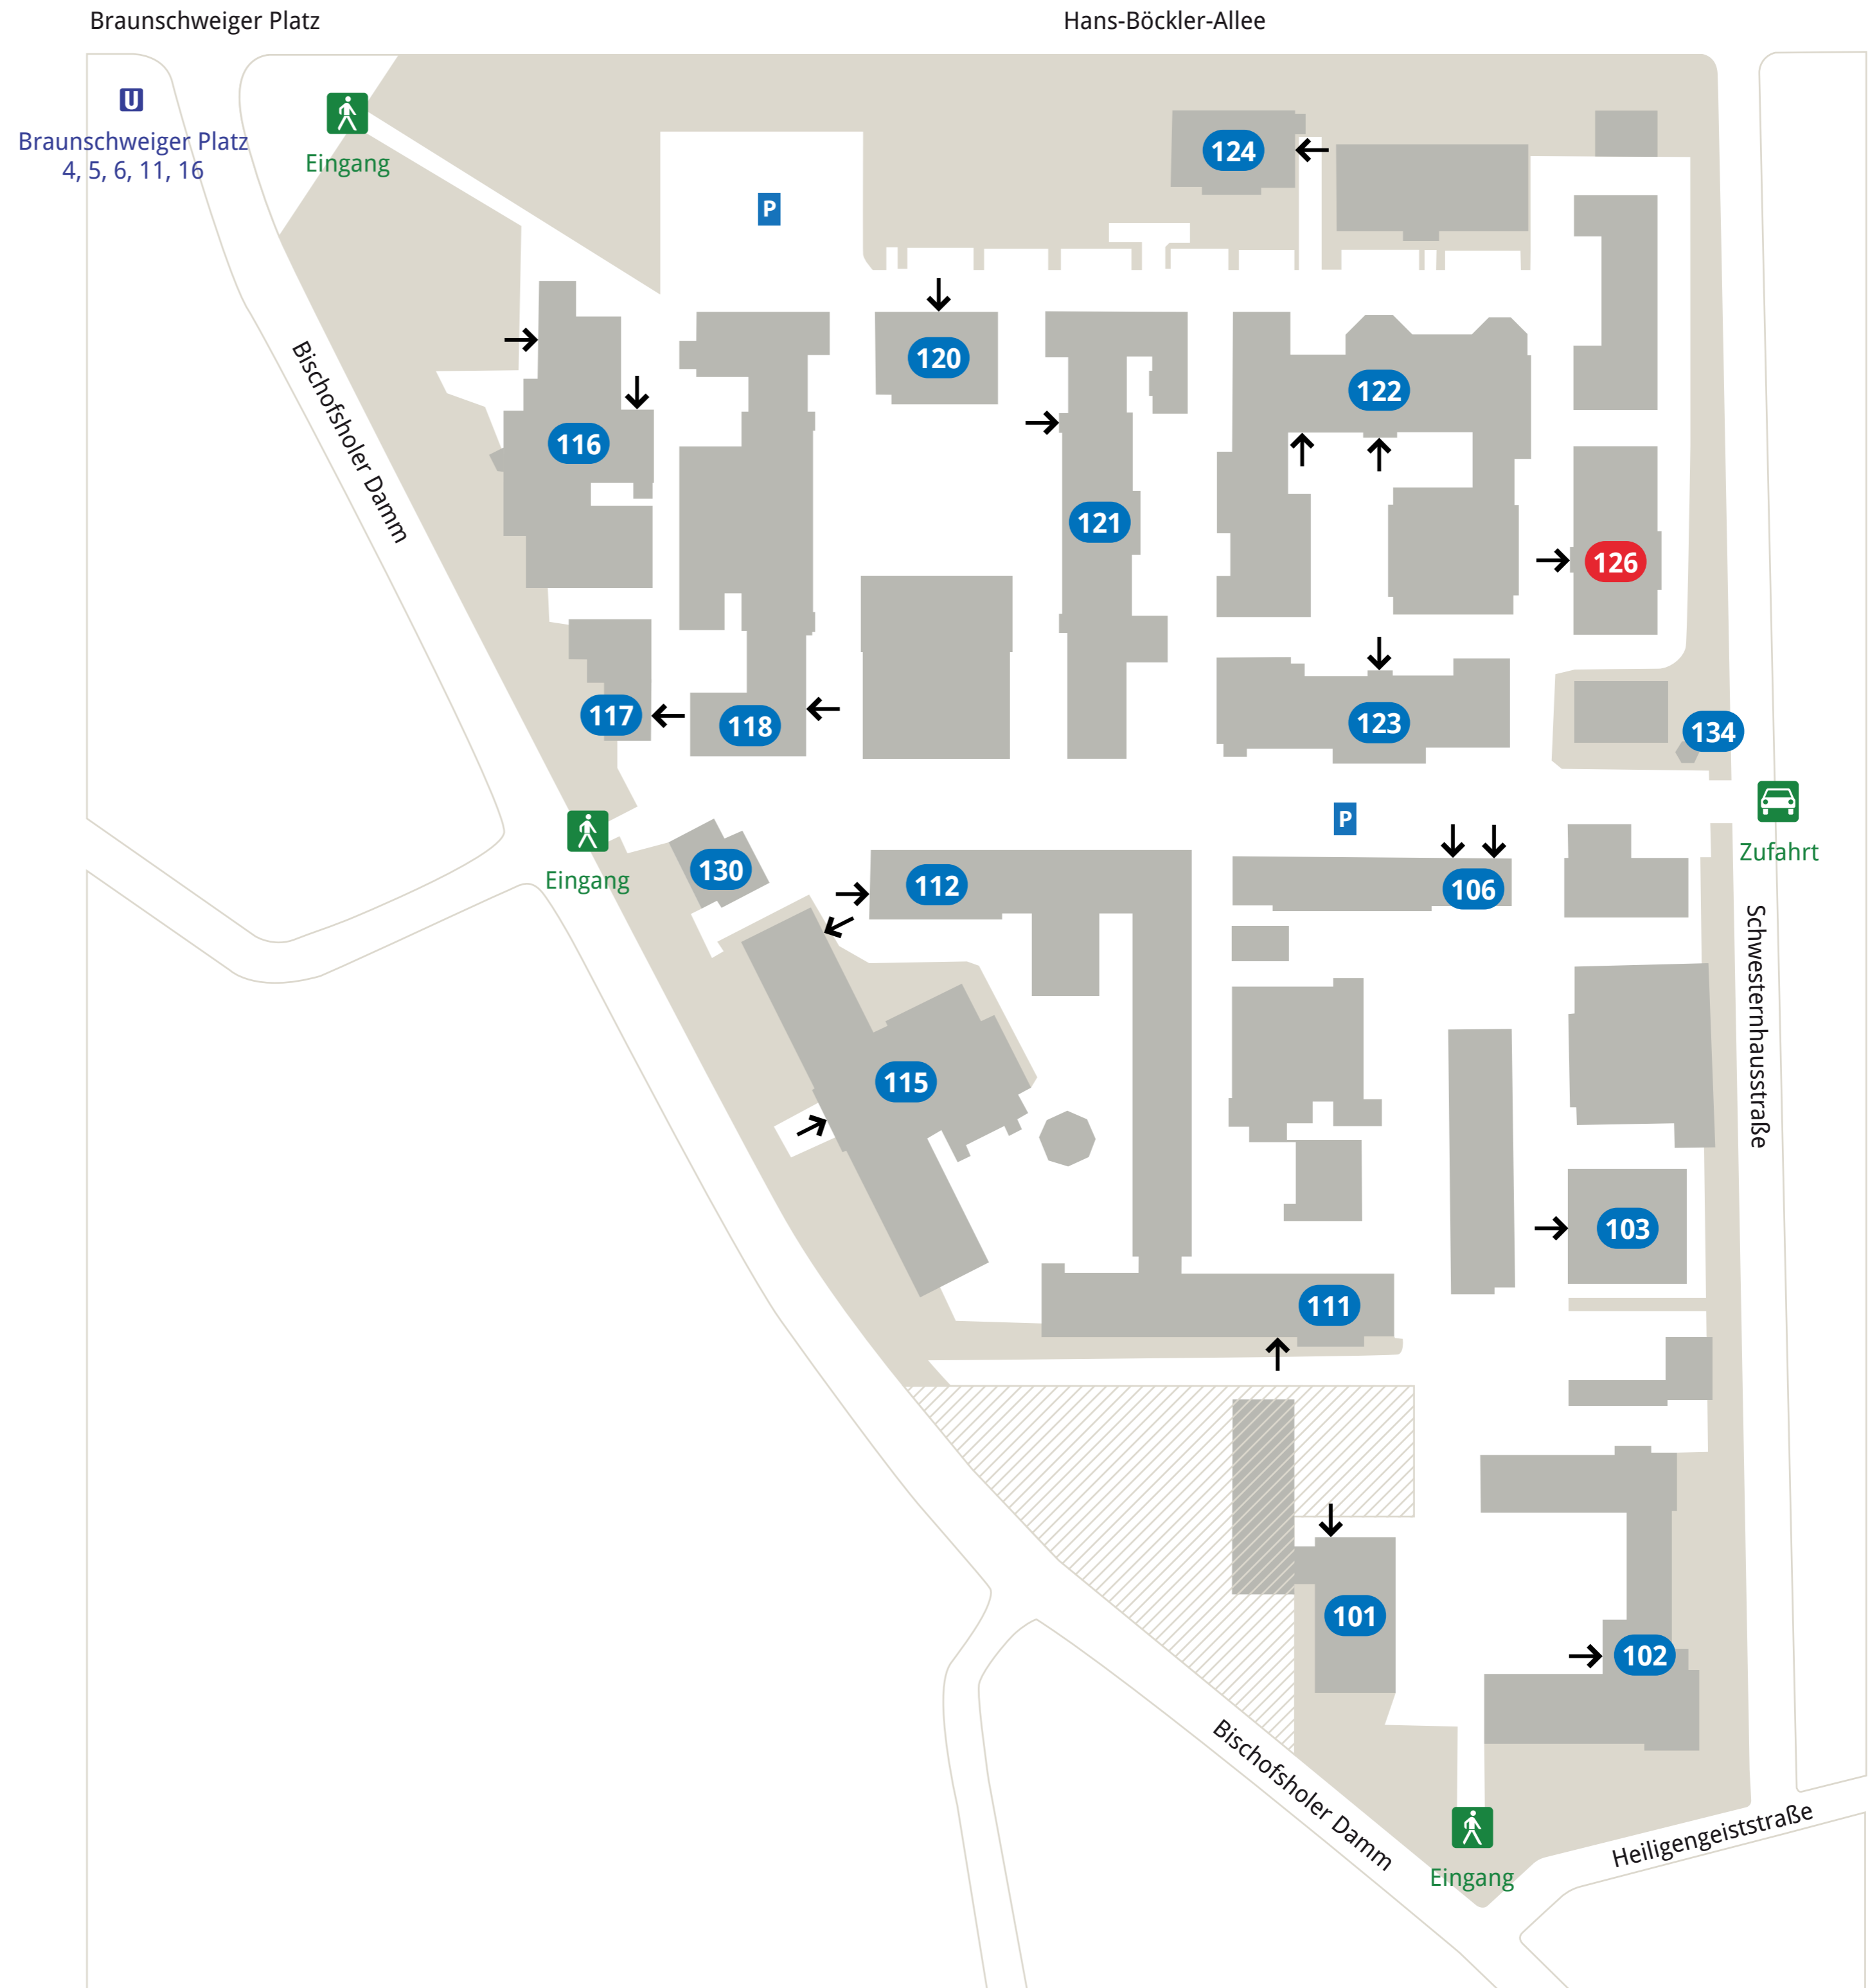 Braunschweiger Platz
Hans-Böckler-Allee
U
Braunschweiger Platz
4, 5, 6, 11, 16
Eingang
P
124
120
122
116
121
126
Bischofsholer Damm
117
118
123
134
P
Zufahrt
Eingang
130
112
106
Schwesternhausstraße
115
103
111
101
102
Bischofsholer Damm
Heiligengeiststraße
Eingang